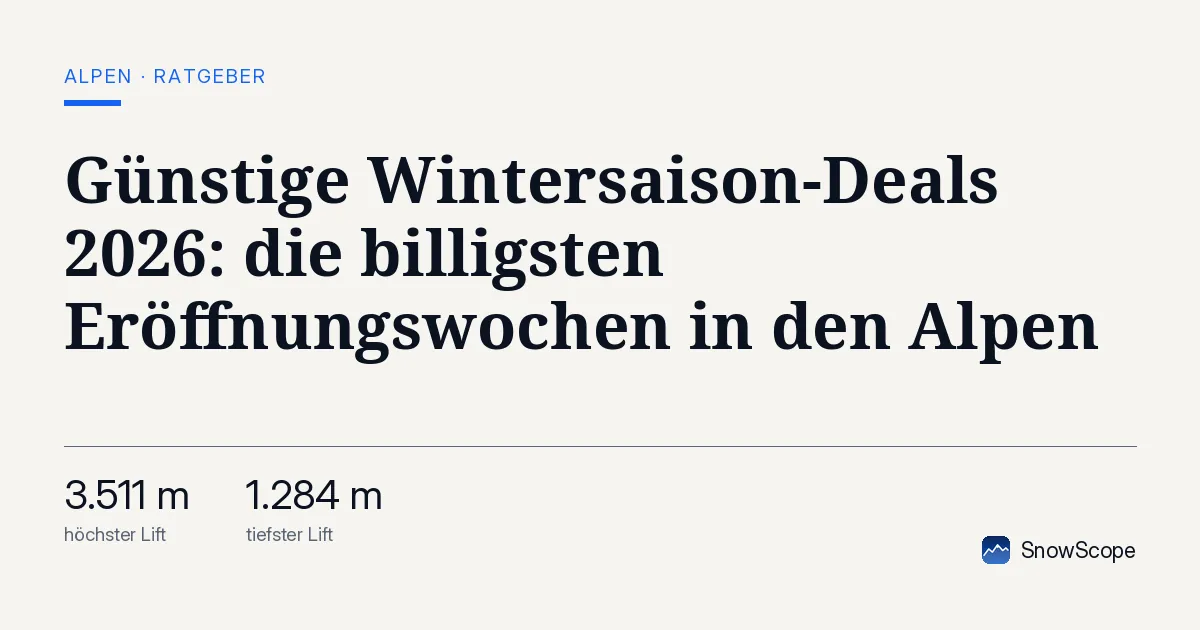 ALPEN · RATGEBER
Günstige Wintersaison-Deals
2026: die billigsten
Eröffnungswochen in den Alpen
3.511 m
höchster Lift
1.284 m
tiefster Lift
SnowScope